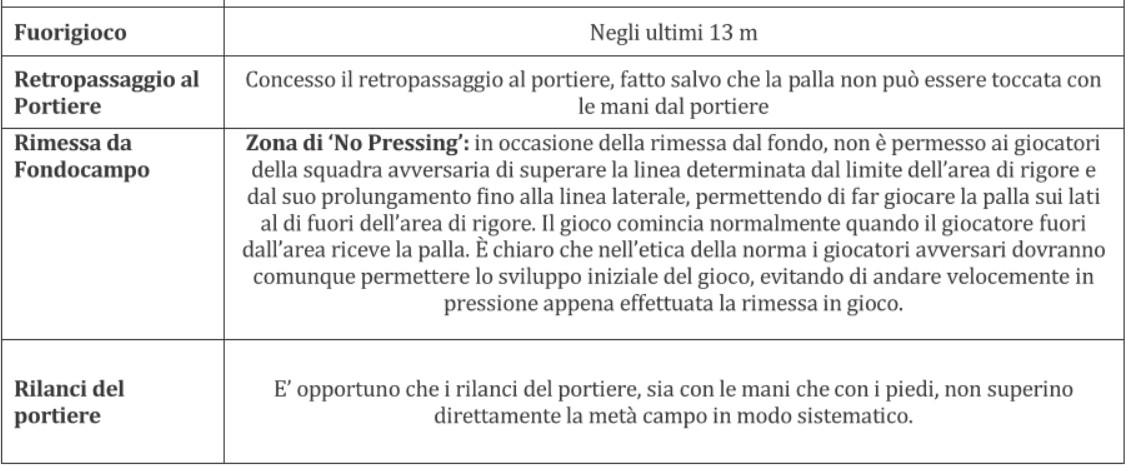 Fuorigioco
Negli ultimi 13 m
Retropassaggio al
Portiere
Concesso il retropassaggio al portiere, fatto salvo che la palla non può essere toccata con
le mani dal portiere
Rimessa da
Fondocampo
Zona di ‘No Pressing’: in occasione della rimessa dal fondo, non è permesso ai giocatori
della squadra avversaria di superare la linea determinata dal limite dell’area di rigore e
dal suo prolungamento fino alla linea laterale, permettendo di far giocare la palla sui lati
al di fuori dell’area di rigore. Il gioco comincia normalmente quando il giocatore fuori
dall’area riceve la palla. È chiaro che nell’etica della norma i giocatori avversari dovranno
comunque permettere lo sviluppo iniziale del gioco, evitando di andare velocemente in
pressione appena effettuata la rimessa in gioco.
Rilanci del
portiere
E’ opportuno che i rilanci del portiere, sia con le mani che con i piedi, non superino
direttamente la metà campo in modo sistematico.